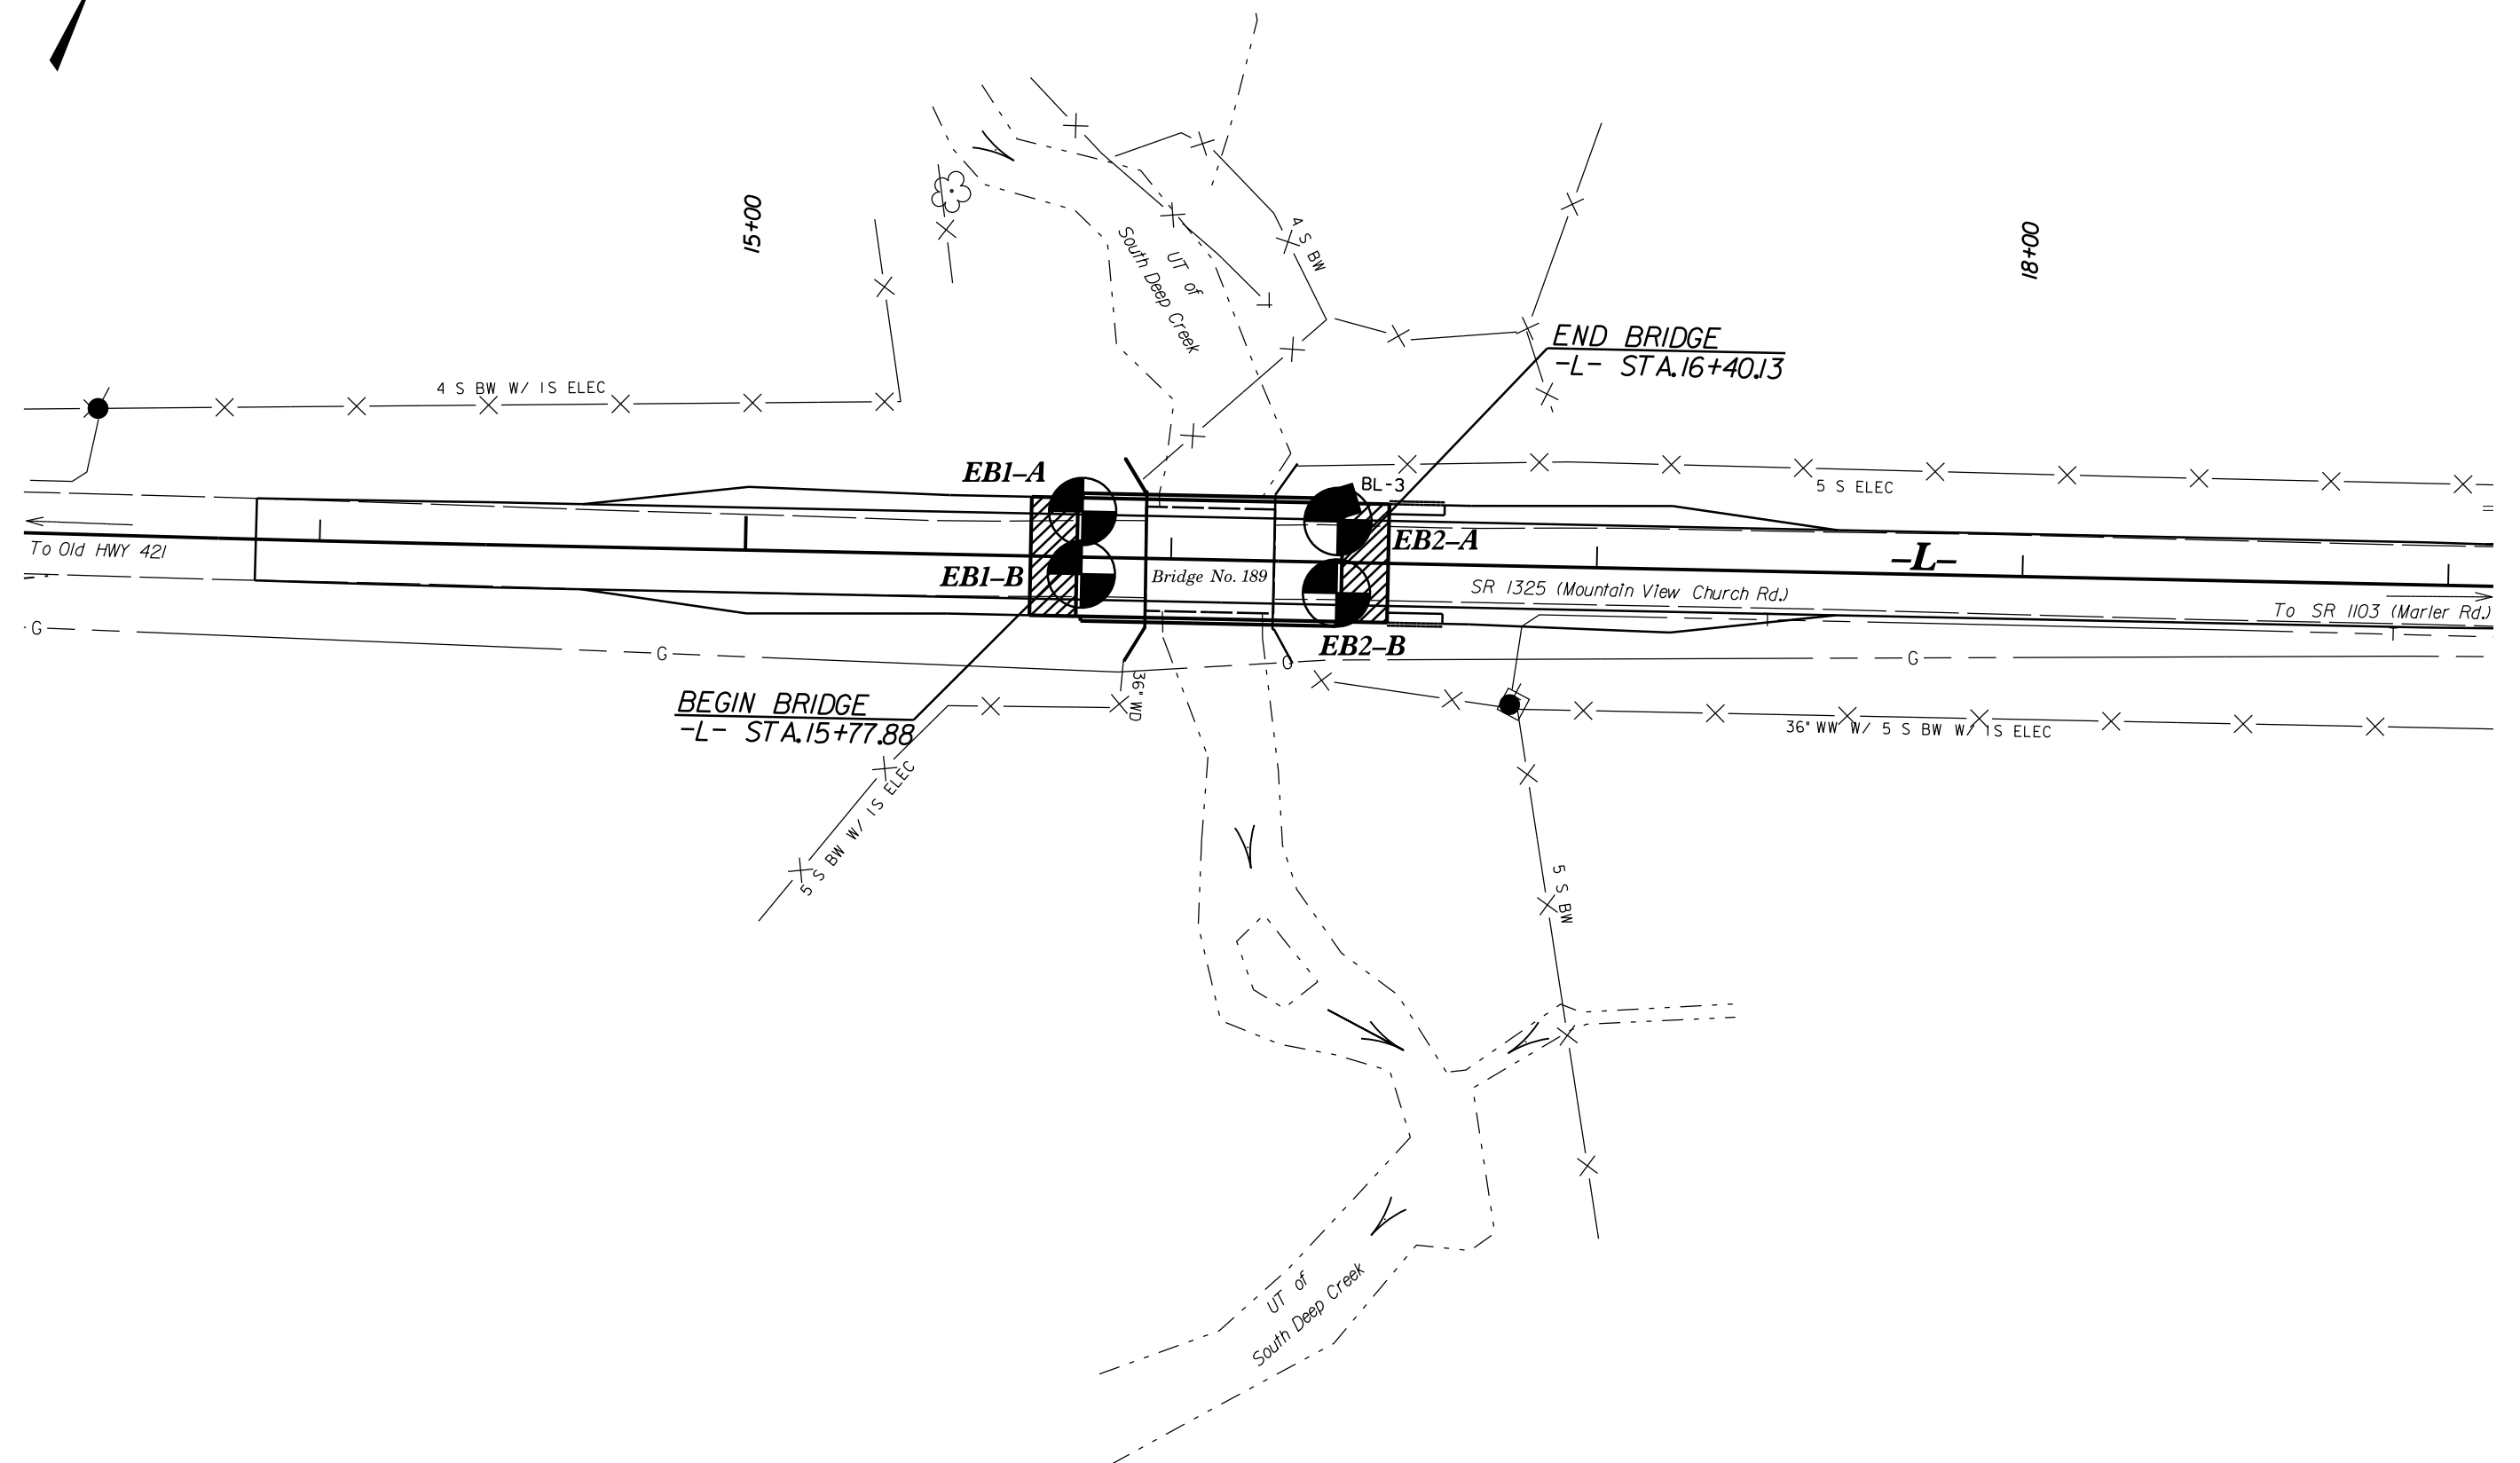 15+00
18+00
4 S BW
UT of
South Deep Creek
END BRIDGE
-L- STA.16+40.13
4 S BW W/ 1S ELEC
EB1-A
BL-3
5 S ELEC
To Old HWY 421
EB2-A
-L-
EB1-B
Bridge No. 189
SR 1325 (Mountain View Church Rd.)
To SR 1103 (Marler Rd.)
G
G
G
G
EB2-B
BEGIN BRIDGE
-L- STA.15+77.88
36" WD
36" WW W/ 5 S BW W/ 1S ELEC
5 S BW W/ 1S ELEC
5 S BW
UT of
South Deep Creek